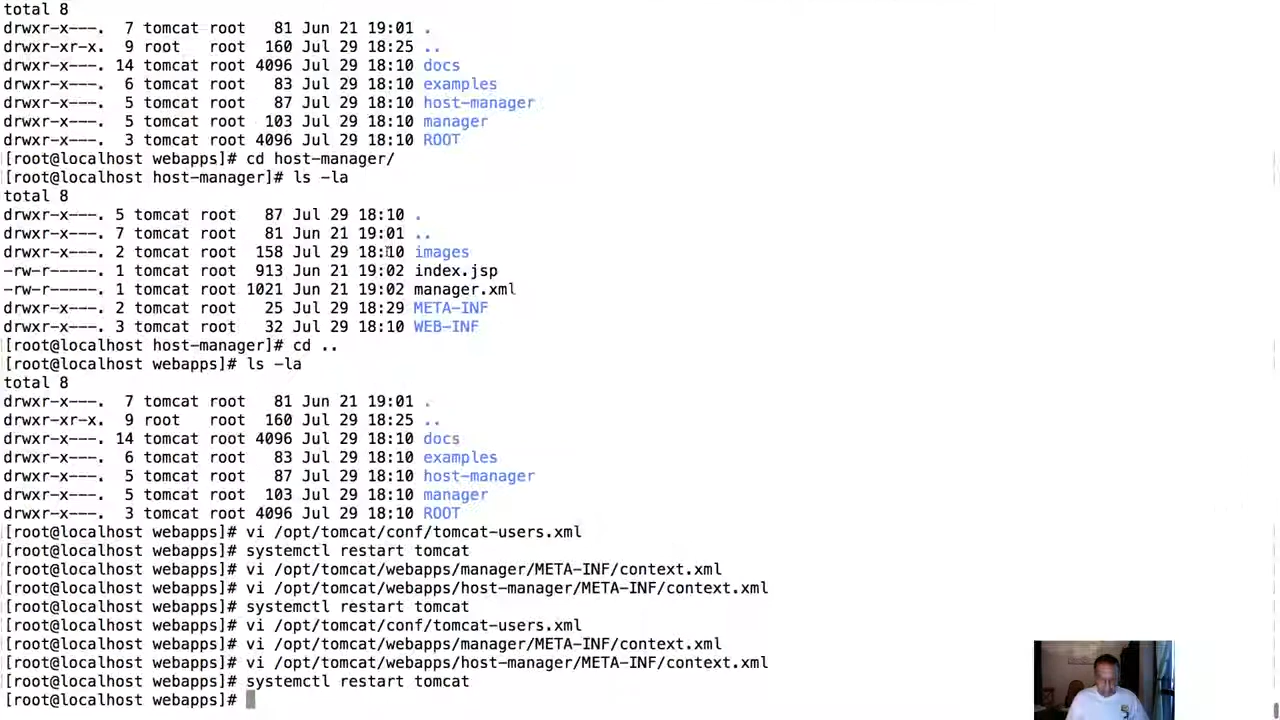 total 8
drwxr-x---.  7 tomcat root   81 Jun 21 19:01 .
drwxr-xr-x.  9 root   root  160 Jul 29 18:25 ..
drwxr-x---. 14 tomcat root 4096 Jul 29 18:10 docs
drwxr-x---.  6 tomcat root   83 Jul 29 18:10 examples
drwxr-x---.  5 tomcat root   87 Jul 29 18:10 host-manager
drwxr-x---.  5 tomcat root  103 Jul 29 18:10 manager
drwxr-x---.  3 tomcat root 4096 Jul 29 18:10 ROOT
[root@localhost webapps]# cd host-manager/
[root@localhost host-manager]# ls -la
total 8
drwxr-x---. 5 tomcat root   87 Jul 29 18:10 .
drwxr-x---. 7 tomcat root   81 Jun 21 19:01 ..
drwxr-x---. 2 tomcat root  158 Jul 29 18:10 images
-rw-r-----. 1 tomcat root  913 Jun 21 19:02 index.jsp
-rw-r-----. 1 tomcat root 1021 Jun 21 19:02 manager.xml
drwxr-x---. 2 tomcat root   25 Jul 29 18:29 META-INF
drwxr-x---. 3 tomcat root   32 Jul 29 18:10 WEB-INF
[root@localhost host-manager]# cd ..
[root@localhost webapps]# ls -la
total 8
drwxr-x---.  7 tomcat root   81 Jun 21 19:01 .
drwxr-xr-x.  9 root   root  160 Jul 29 18:25 ..
drwxr-x---. 14 tomcat root 4096 Jul 29 18:10 docs
drwxr-x---.  6 tomcat root   83 Jul 29 18:10 examples
drwxr-x---.  5 tomcat root   87 Jul 29 18:10 host-manager
drwxr-x---.  5 tomcat root  103 Jul 29 18:10 manager
drwxr-x---.  3 tomcat root 4096 Jul 29 18:10 ROOT
[root@localhost webapps]# vi /opt/tomcat/conf/tomcat-users.xml
[root@localhost webapps]# systemctl restart tomcat
[root@localhost webapps]# vi /opt/tomcat/webapps/manager/META-INF/context.xml
[root@localhost webapps]# vi /opt/tomcat/webapps/host-manager/META-INF/context.xml
[root@localhost webapps]# systemctl restart tomcat
[root@localhost webapps]# vi /opt/tomcat/conf/tomcat-users.xml
[root@localhost webapps]# vi /opt/tomcat/webapps/manager/META-INF/context.xml
[root@localhost webapps]# vi /opt/tomcat/webapps/host-manager/META-INF/context.xml
[root@localhost webapps]# systemctl restart tomcat
[root@localhost webapps]#